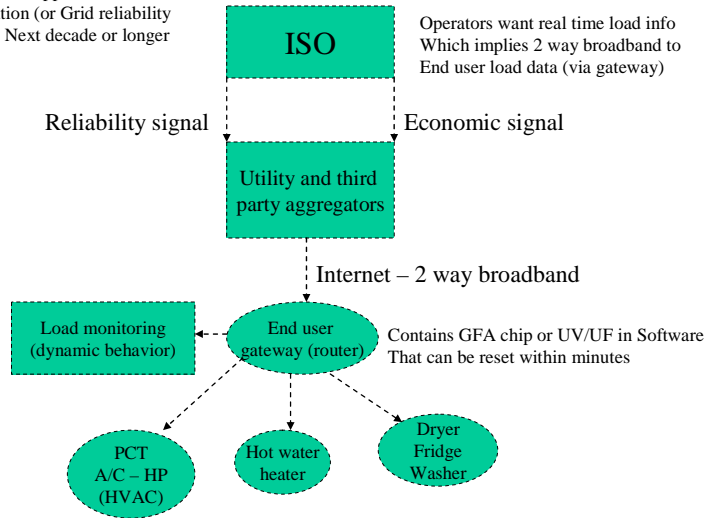 tion (or Grid reliability
Next decade or longer
ISO
Operators want real time load info
Which implies 2 way broadband to
End user load data (via gateway)
Reliability signal
Economic signal
Utility and third
party aggregators
Internet – 2 way broadband
Load monitoring
(dynamic behavior)
End user
gateway (router)
Contains GFA chip or UV/UF in Software
That can be reset within minutes
PCT
A/C – HP
(HVAC)
Hot water
heater
Dryer
Fridge
Washer